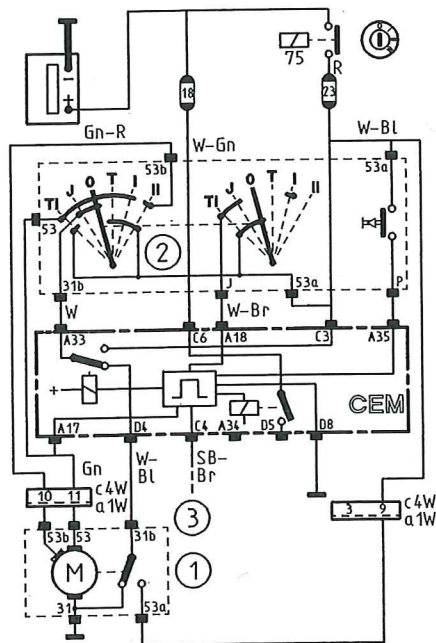 −
+
75
R
0
I
18
23
Gn-R
W-Gn
W-Bl
53b
53a
TI J O T I II
TI J O T I II
53
2
31b
J
53a
P
W
W-Br
A33
C6
A18
C3
A35
+
CEM
A17
D4
C4
A34
D5
D8
Gn
W-Bl
SB-Br
10 11
c4W
a1W
3
3 9
c4W
a1W
53b
53
31b
M
1
31
53a